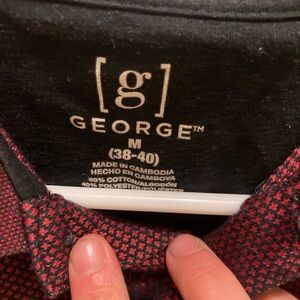 [g]
GEORGE™
M
(38-40)
MADE IN CAMBODIA
HECHO EN CAMBOYA
60% COTTON/ALGODÓN
40% POLYESTER/POLIÉSTER